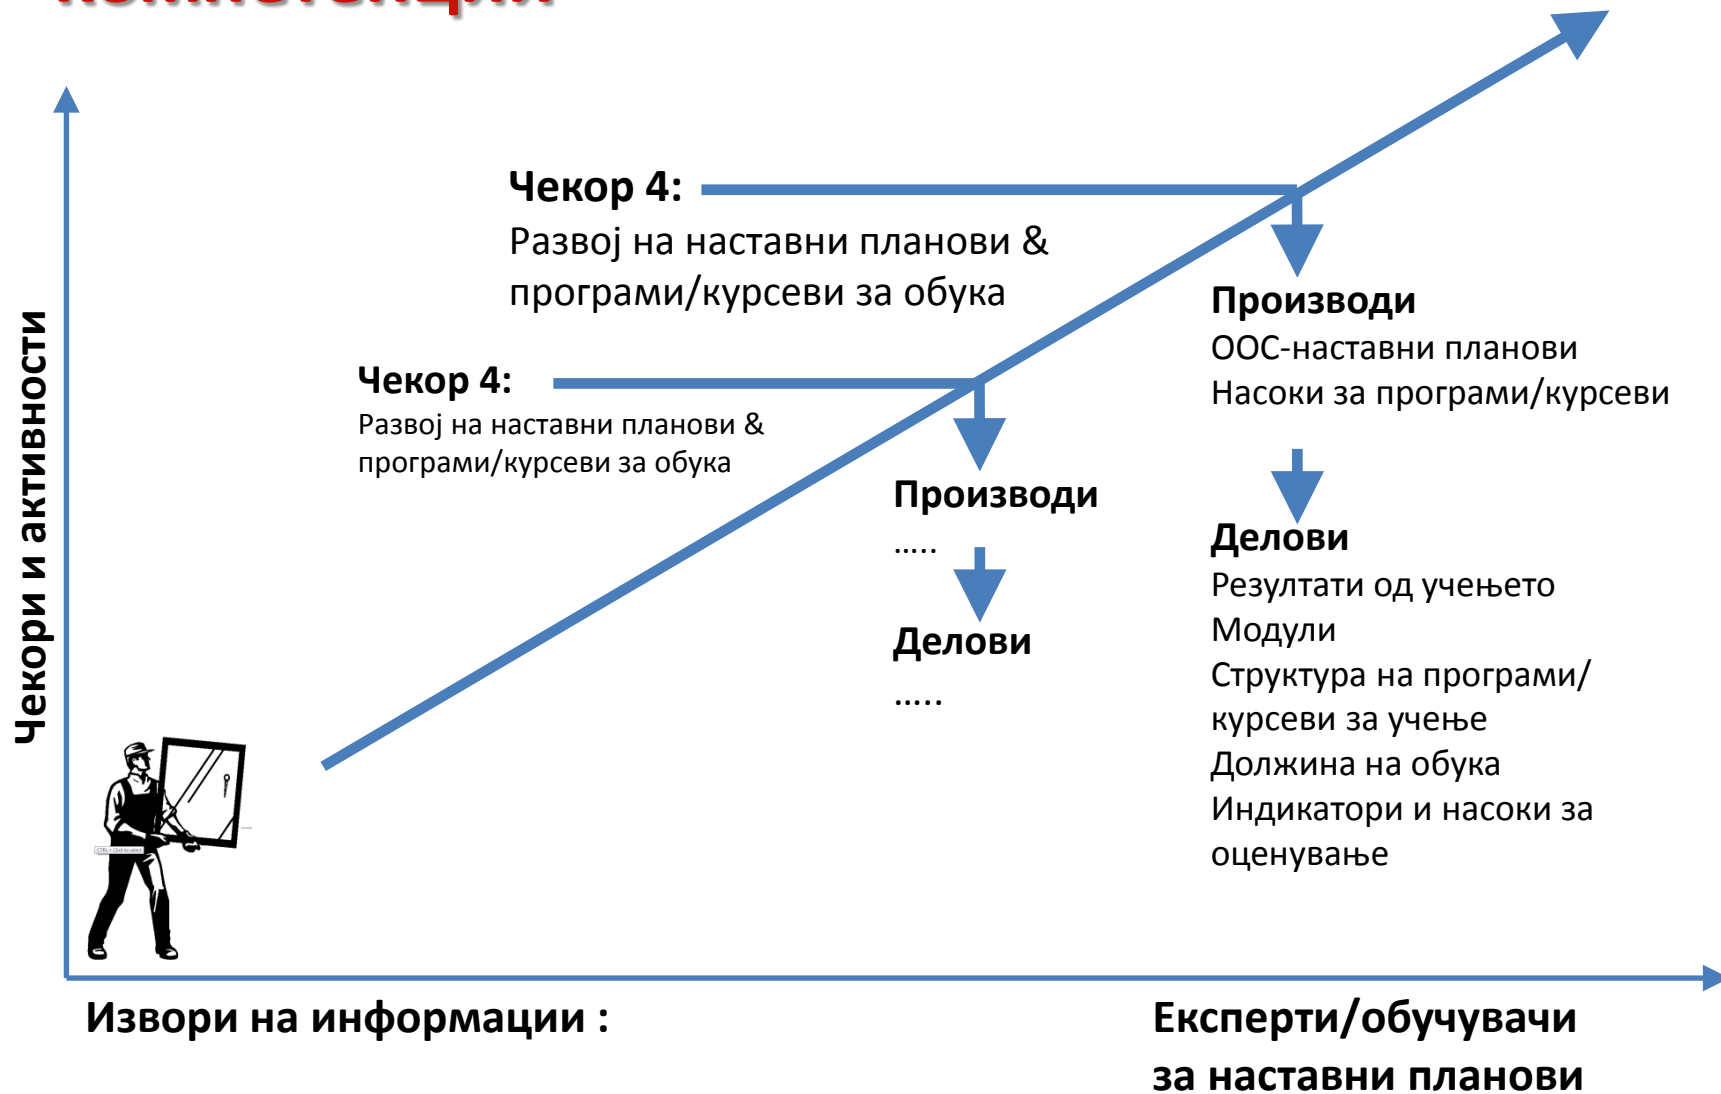 Чекор 4:
Развој на наставни планови &
програми/курсеви за обука
Производи
ООС-наставни планови
Насоки за програми/курсеви
Чекор 4:
Развој на наставни планови &
програми/курсеви за обука
Производи
.....
Делови
.....
Делови
Резултати од учењето
Модули
Структура на програми/
курсеви за учење
Должина на обука
Индикатори и насоки за
оценување
Чекори и активности
Извори на информации :
Експерти/обучувачи
за наставни планови